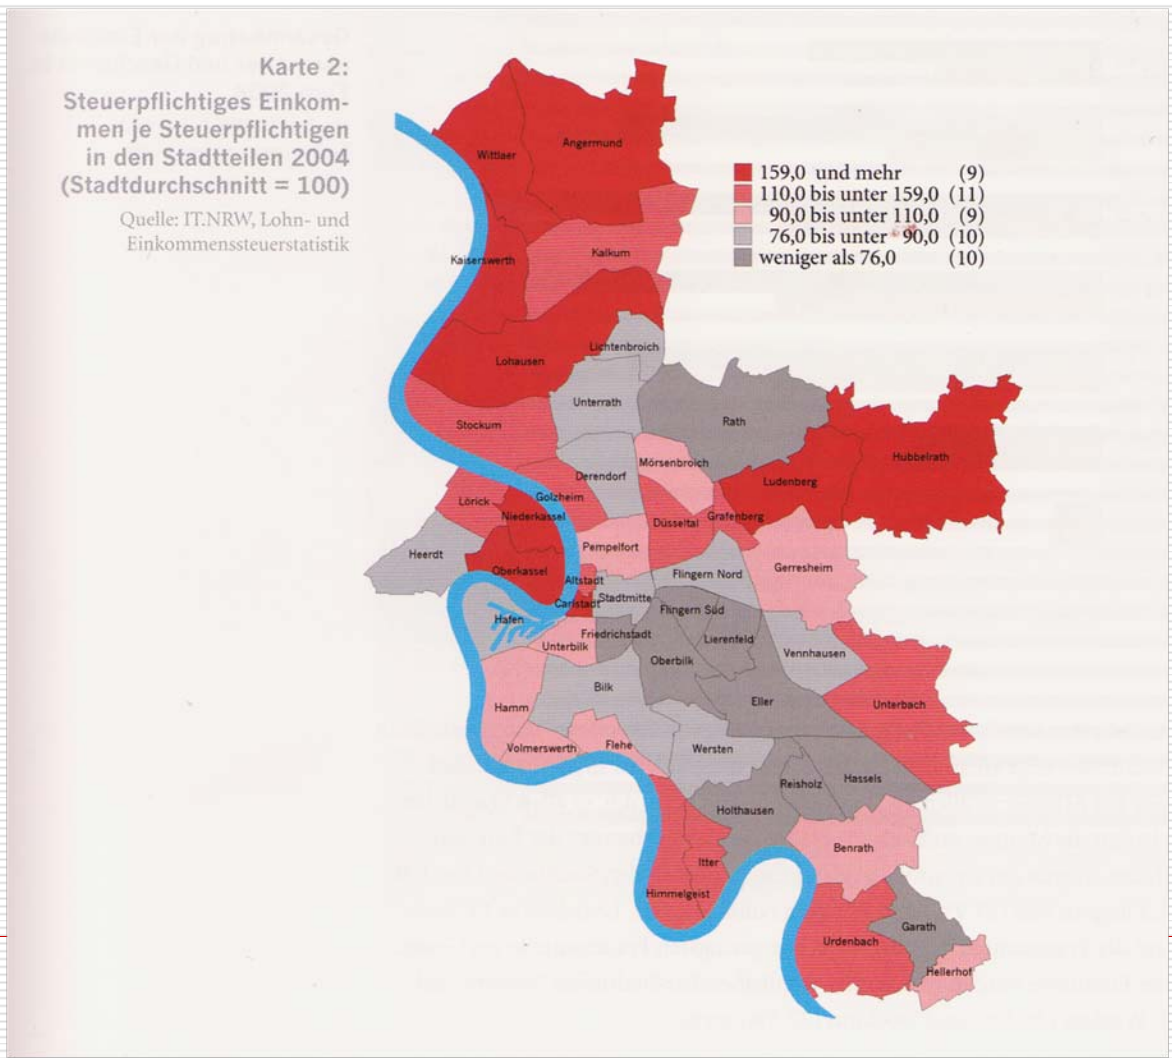 Karte 2:
Steuerpflichtiges Einkom-
men je Steuerpflichtigen
in den Stadtteilen 2004
(Stadtdurchschnitt = 100)
Quelle: IT.NRW, Lohn- und
Einkommenssteuerstatistik
159,0 und mehr (9)
110,0 bis unter 159,0 (11)
90,0 bis unter 110,0 (9)
76,0 bis unter 90,0 (10)
weniger als 76,0 (10)
Angermund
Wittlaer
Kalkum
Kaiserswerth
Lichtenbroich
Lohausen
Unterrath
Rath
Stockum
Hubbelrath
Mörsenbroich
Derendorf
Ludenberg
Golzheim
Lörick
Niederkassel
Düsseltal
Grafenberg
Pempelfort
Heerdt
Gerresheim
Oberkassel
Flingern Nord
Altstadt
Stadtmitte
Carlstadt
Flingern Süd
Hafen
Friedrichstadt
Lierenfeld
Unterbilk
Vennhausen
Oberbilk
Bilk
Eller
Unterbach
Hamm
Volmerswerth
Flehe
Wersten
Hassels
Reisholz
Holthausen
Benrath
Itter
Himmelgeist
Garath
Urdenbach
Hellerhof